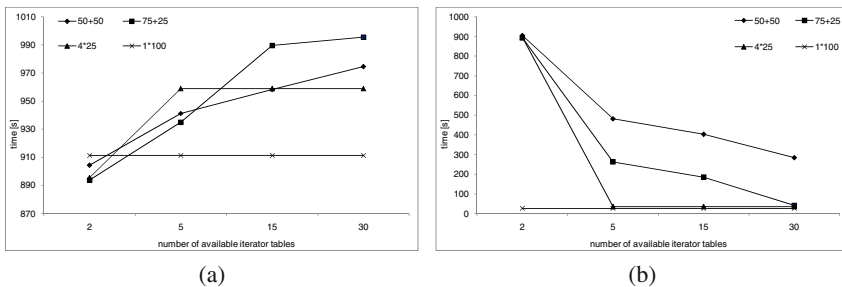 50+50 75+25
4*25 1*100
1010
990
970
950
930
910
890
870
time [s]
2 5 15 30
number of available iterator tables
(a)
50+50 75+25
4*25 1*100
1000
900
800
700
600
500
400
300
200
100
0
time [s]
2 5 15 30
number of available iterator tables
(b)